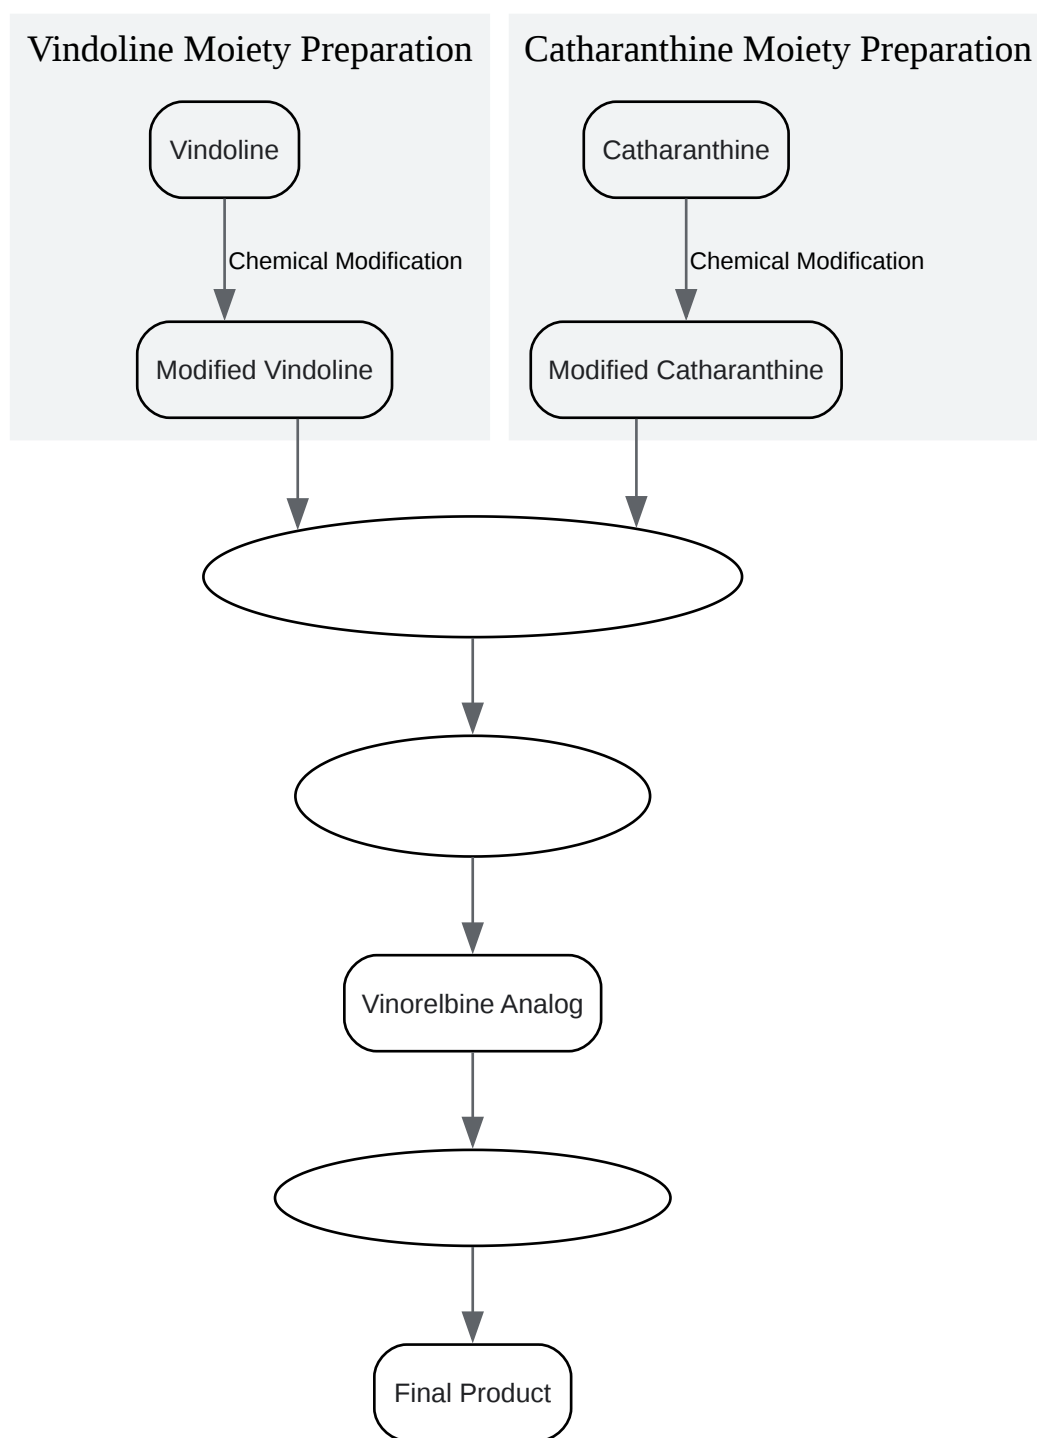 Vindoline Moiety Preparation
Catharanthine Moiety Preparation
Vindoline
Catharanthine
Chemical Modification
Chemical Modification
Modified Vindoline
Modified Catharanthine
Vinorelbine Analog
Final Product